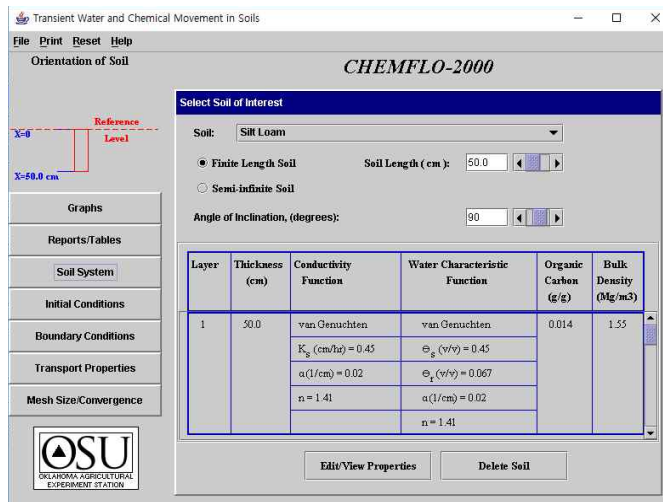 Transient Water and Chemical Movement in Soils
File Print Reset Help
Orientation of Soil
CHEMFLO-2000
Reference
X=0
Level
X=50.0 cm
Graphs
Reports/Tables
Soil System
Initial Conditions
Boundary Conditions
Transport Properties
Mesh Size/Convergence
OSU
OKLAHOMA AGRICULTURAL
EXPERIMENT STATION
Select Soil of Interest
Soil: Silt Loam
Finite Length Soil Soil Length ( cm ): 50.0
Semi-infinite Soil
Angle of Inclination, (degrees): 90
Layer Thickness (cm) Conductivity Function Water Characteristic Function Organic Carbon (g/g) Bulk Density (Mg/m3)
1 50.0 van Genuchten van Genuchten 0.014 1.55
Ks (cm/hr) = 0.45 Θs (v/v) = 0.45
α(1/cm) = 0.02 Θr (v/v) = 0.067
n = 1.41 α(1/cm) = 0.02
n = 1.41
Edit/View Properties Delete Soil